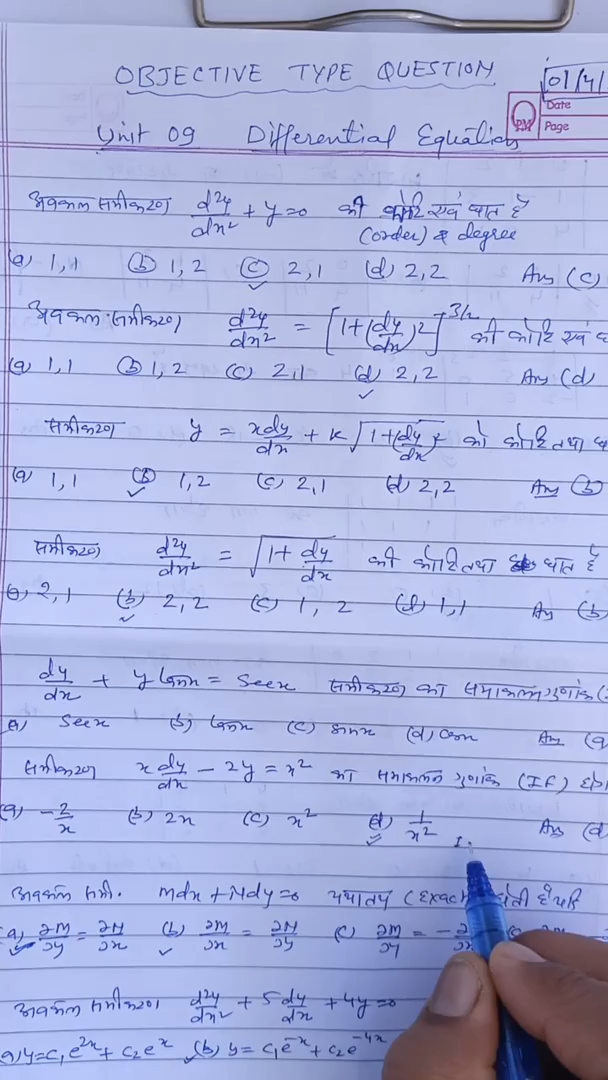 OBJECTIVE TYPE QUESTION
01/4/
Date
PM Page
Unit 09 Differential Equation
अवकल समीकरण d²y/dx² + y = 0 की कोटि एवं घात है
(order) & degree
(a) 1,1 (b) 1,2 (c) 2,1 (d) 2,2 Ans (c)
अवकल समीकरण d²y/dx² = [1+(dy/dx)²]^3/2 की कोटि एवं घ
(a) 1,1 (b) 1,2 (c) 2,1 (d) 2,2 Ans (d)
समीकरण y = xdy/dx + k√1+(dy/dx)² को कोटि तथा घ
(a) 1,1 (b) 1,2 (c) 2,1 (d) 2,2 Ans (b)
समीकरण d²y/dx² = √1+dy/dx की कोटि तथा घात है
(a) 2,1 (b) 2,2 (c) 1,2 (d) 1,1 Ans (b)
dy/dx + y tanx = secx समीकरण का समाकलन गुणांक (
(a) secx (b) tanx (c) sinx (d) cosx Ans (a
समीकरण xdy/dx - 2y = x² का समाकलन गुणांक (IF) होगा
(a) -2/x (b) 2x (c) x² (d) 1/x² Ans (d
अवकल समी. mdx + Ndy = 0 यथातथ (Exact होती है यदि
(a) ∂M/∂y = ∂N/∂x (b) ∂M/∂x = ∂N/∂y (c) ∂M/∂y = -
अवकल समीकरण d²y/dx² + 5dy/dx + 4y = 0
(a) y = c₁e^2x + c₂e^x (b) y = c₁e^-x + c₂e^-4x